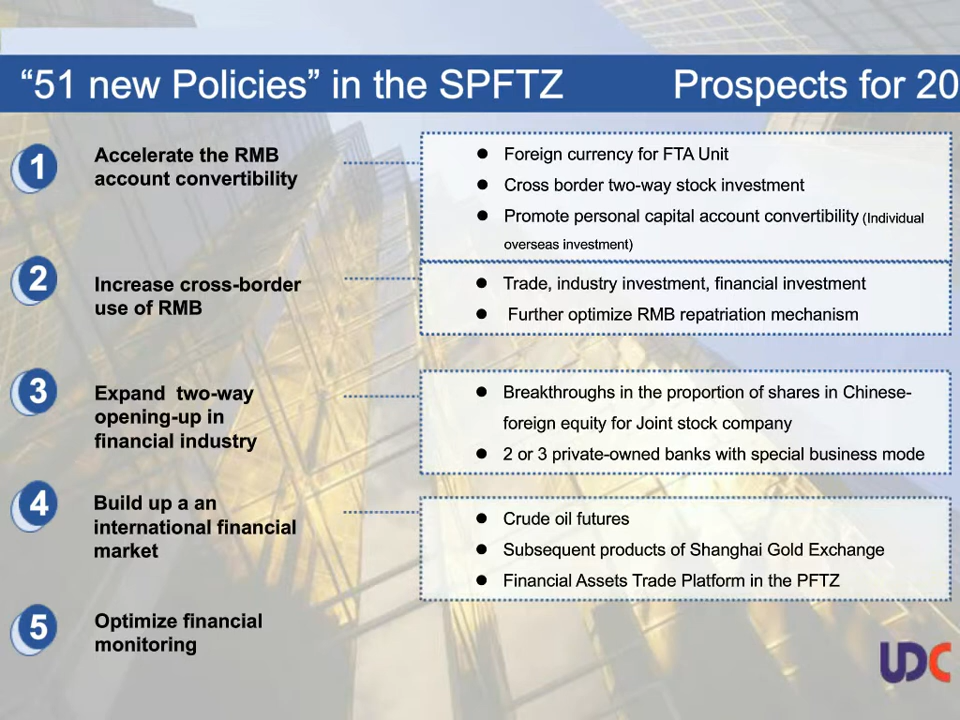 “51 new Policies” in the SPFTZ Prospects for 20
1
Accelerate the RMB
account convertibility
● Foreign currency for FTA Unit
● Cross border two-way stock investment
● Promote personal capital account convertibility (Individual
overseas investment)
2
Increase cross-border
use of RMB
● Trade, industry investment, financial investment
● Further optimize RMB repatriation mechanism
3
Expand two-way
opening-up in
financial industry
● Breakthroughs in the proportion of shares in Chinese-
foreign equity for Joint stock company
● 2 or 3 private-owned banks with special business mode
4
Build up a an
international financial
market
● Crude oil futures
● Subsequent products of Shanghai Gold Exchange
● Financial Assets Trade Platform in the PFTZ
5
Optimize financial
monitoring
UDC